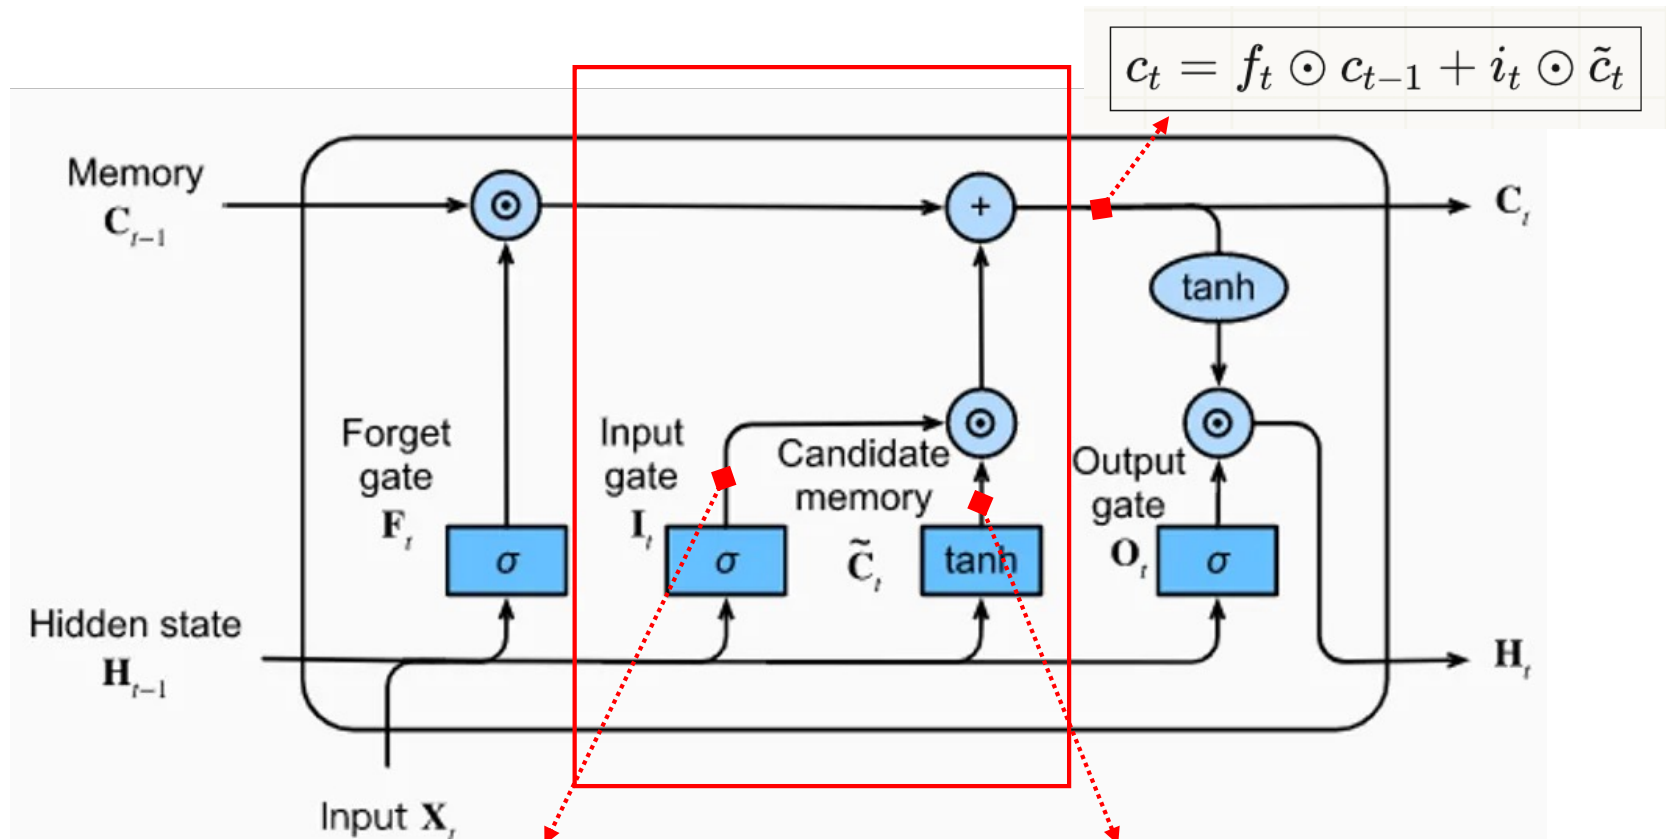 c_t = f_t ⊙ c_{t-1} + i_t ⊙ c̃_t
Memory
C_{t-1}
⊙
+
C_t
tanh
Forget
gate
F_t
σ
Input
gate
I_t
σ
Candidate
memory
C̃_t
tanh
⊙
Output
gate
O_t
σ
⊙
Hidden state
H_{t-1}
H_t
Input X_t